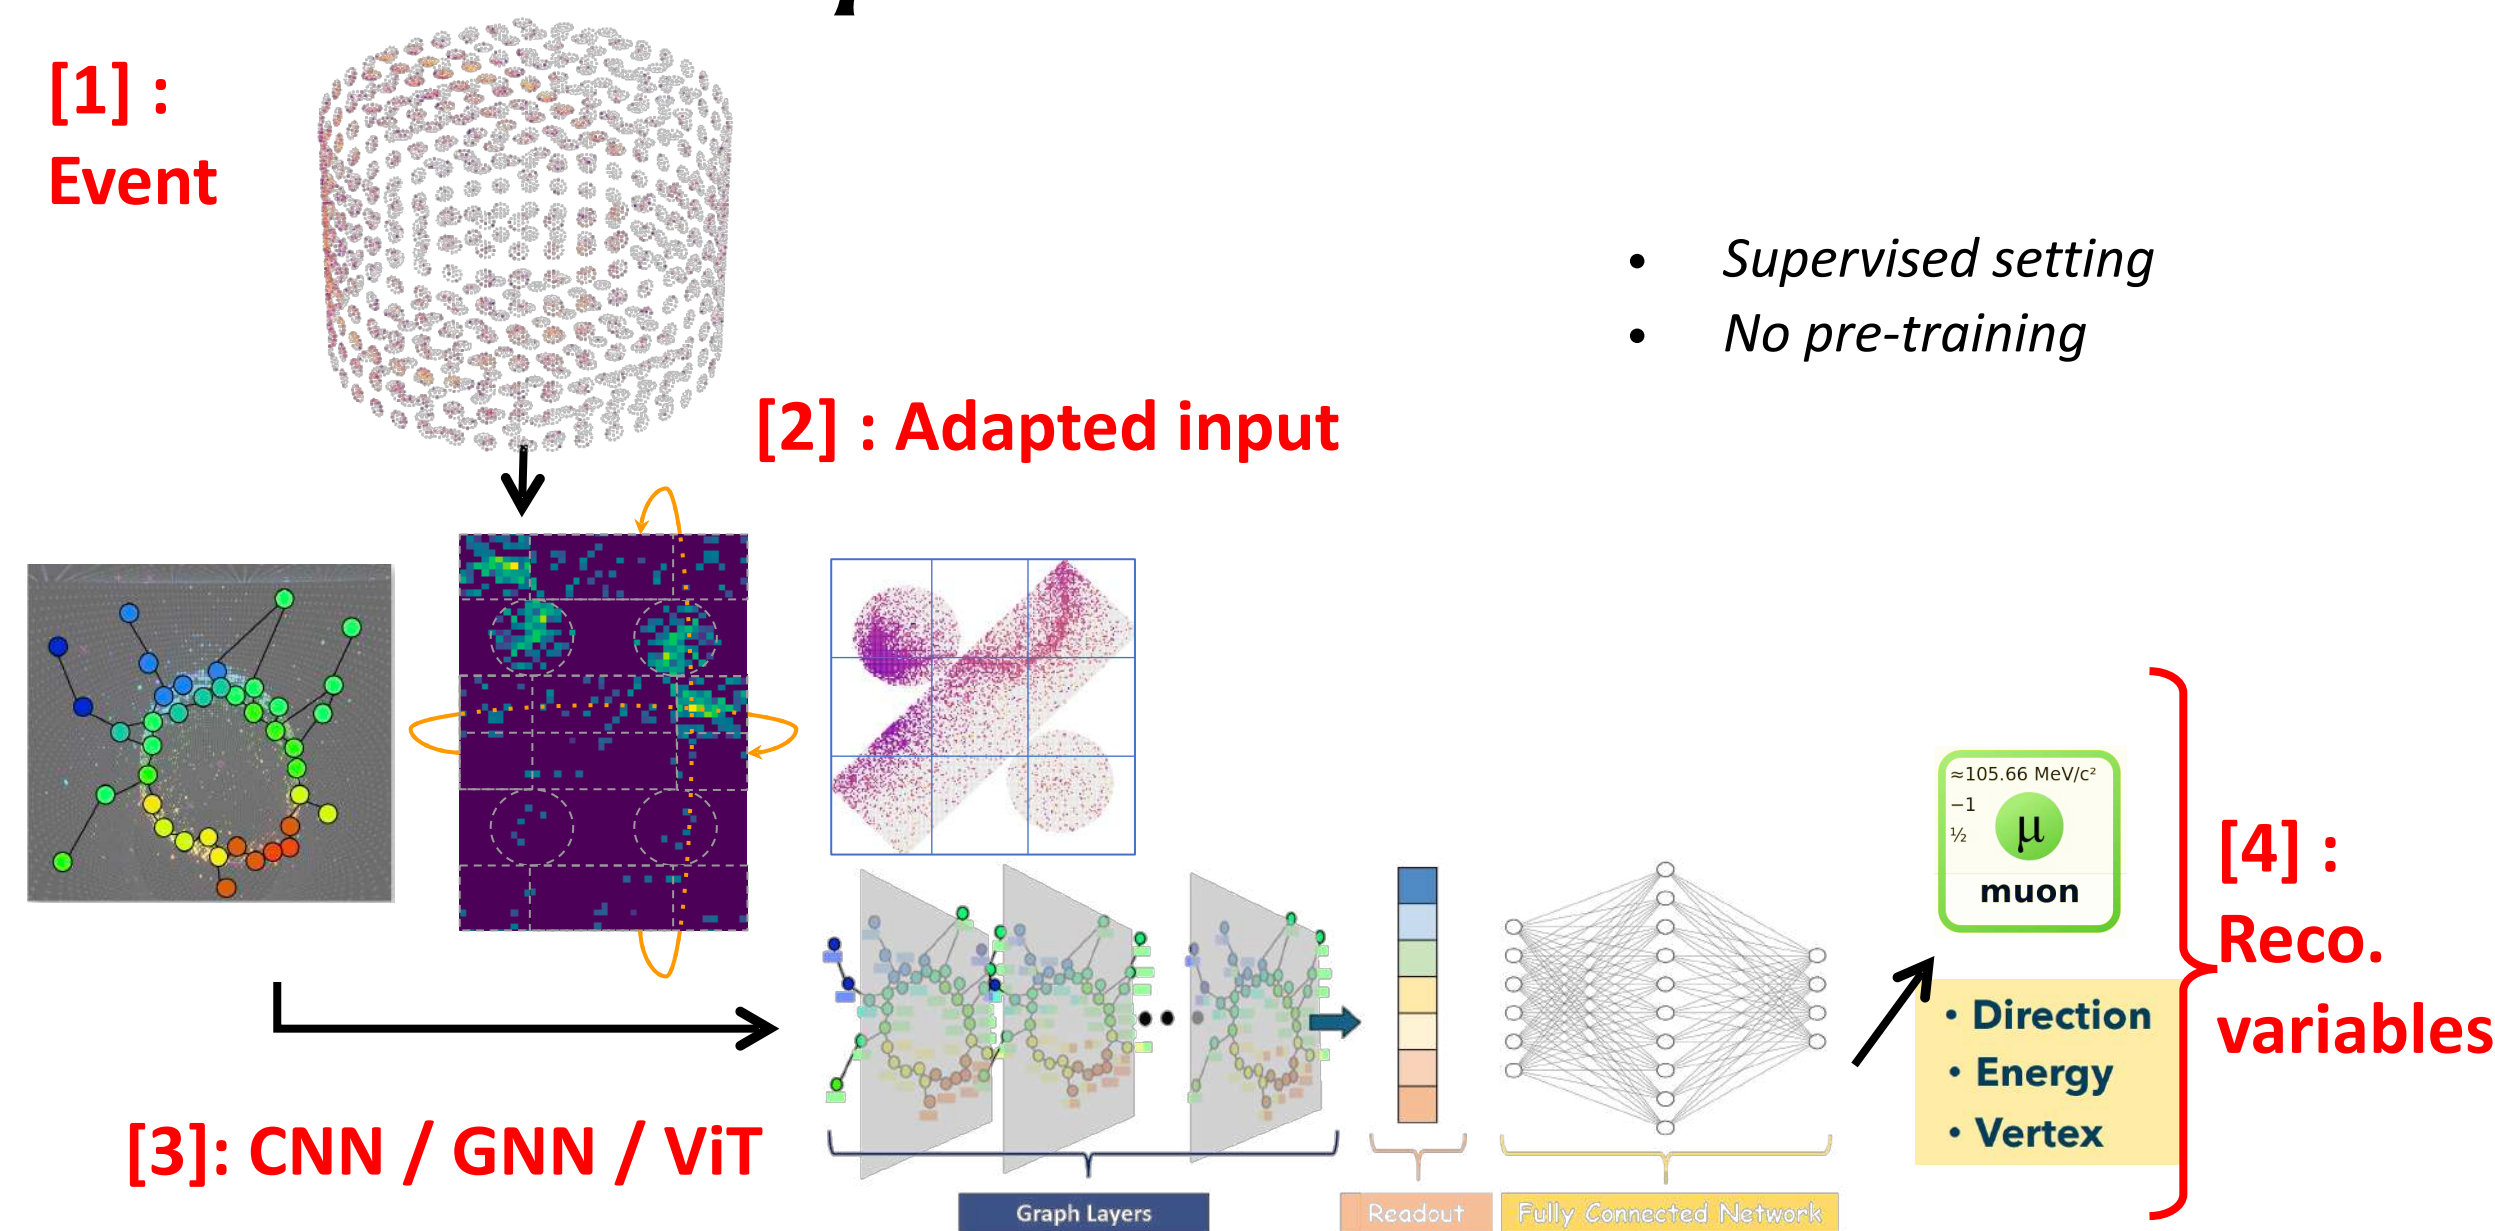 [1] :
Event
• Supervised setting
• No pre-training
[2] : Adapted input
≈105.66 MeV/c²
−1
½
μ
muon
[4] :
Reco.
variables
• Direction
• Energy
• Vertex
[3]: CNN / GNN / ViT
Graph Layers
Readout
Fully Connected Network